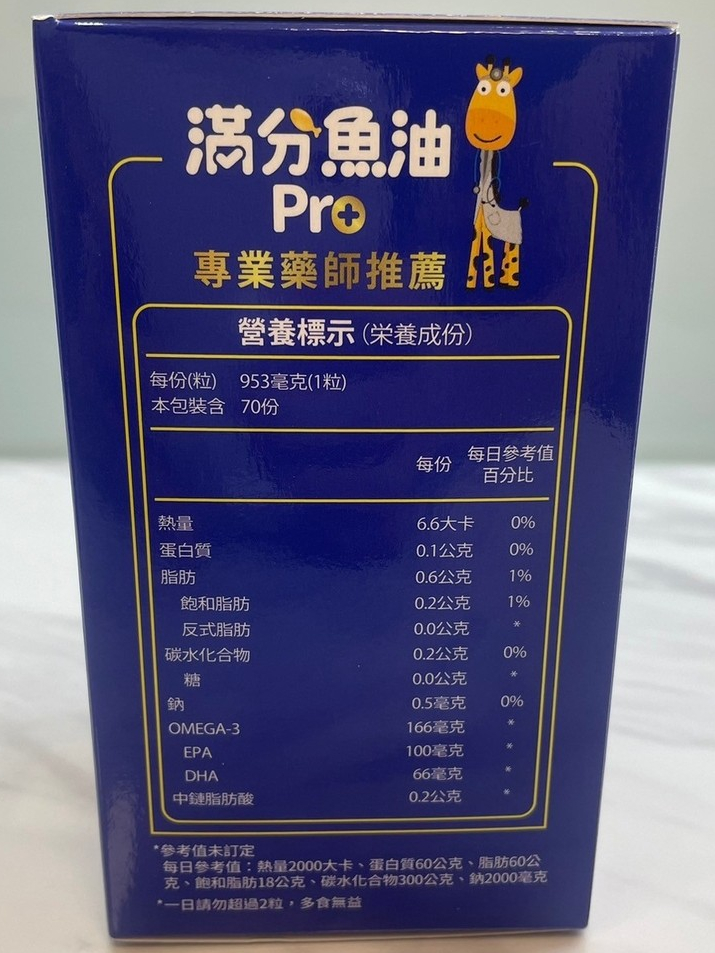 滿分魚油
Pro
專業藥師推薦
營養標示（栄養成份）
每份(粒) 953毫克(1粒)
本包裝含 70份
每份 每日參考值
百分比
熱量 6.6大卡 0%
蛋白質 0.1公克 0%
脂肪 0.6公克 1%
飽和脂肪 0.2公克 1%
反式脂肪 0.0公克 *
碳水化合物 0.2公克 0%
糖 0.0公克 *
鈉 0.5毫克 0%
OMEGA-3 166毫克 *
EPA 100毫克 *
DHA 66毫克 *
中鏈脂肪酸 0.2公克 *
*參考值未訂定
每日參考值：熱量2000大卡、蛋白質60公克、脂肪60公
克、飽和脂肪18公克、碳水化合物300公克、鈉2000毫克
*一日請勿超過2粒，多食無益